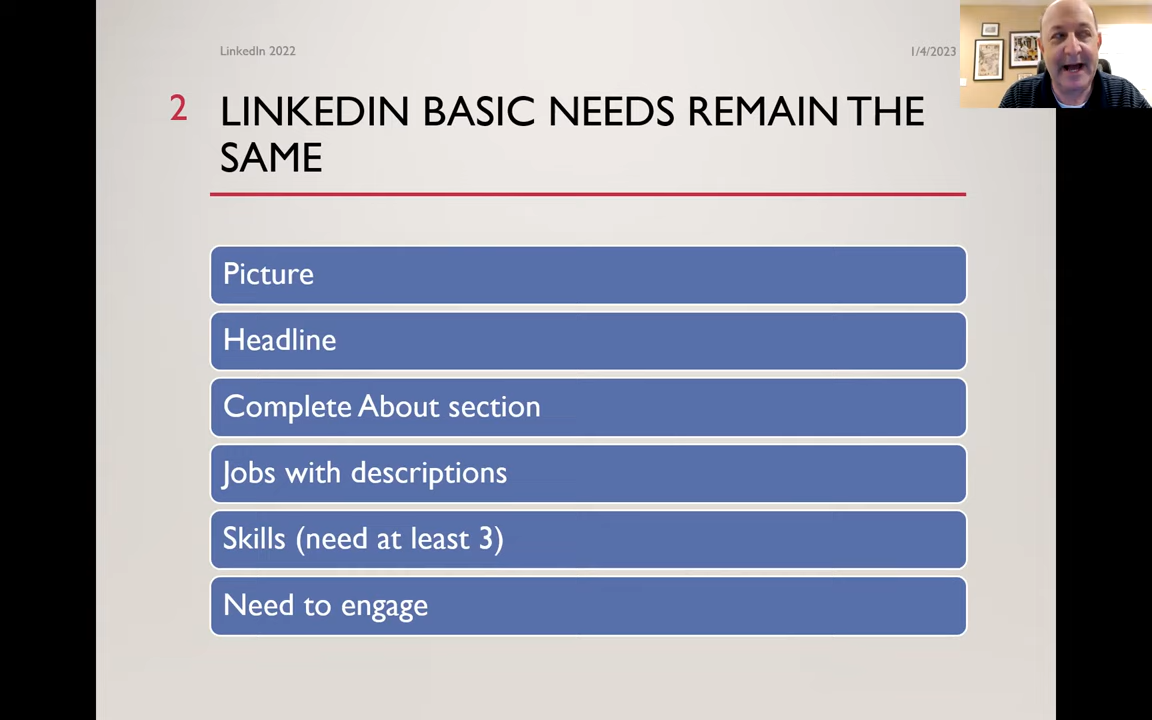 LinkedIn 2022
1/4/2023
2
LINKEDIN BASIC NEEDS REMAIN THE
SAME
Picture
Headline
Complete About section
Jobs with descriptions
Skills (need at least 3)
Need to engage